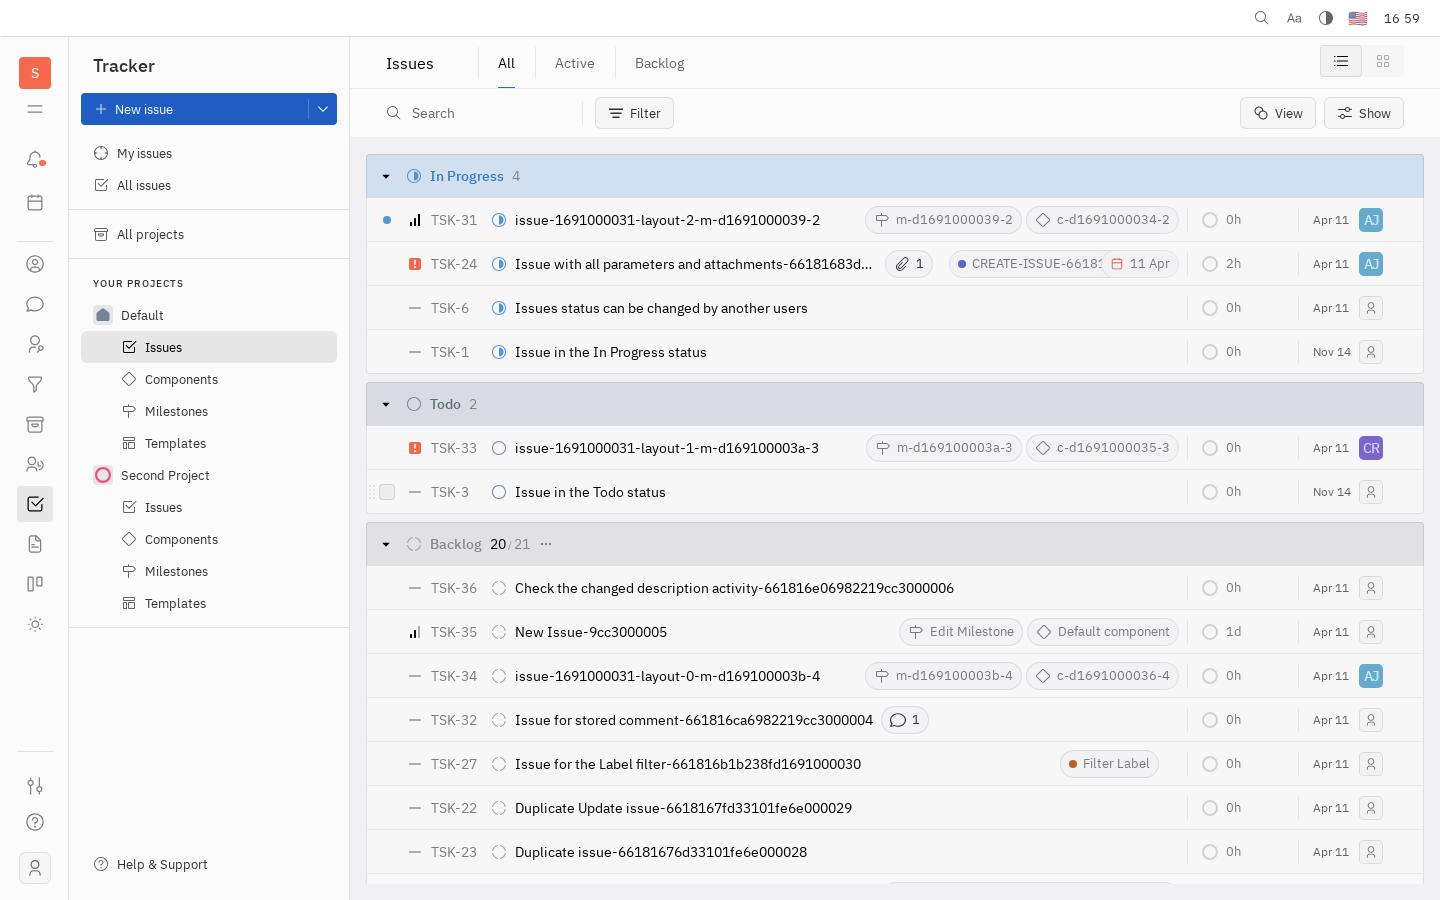 Aa 16 59
S
Tracker
New issue
My issues
All issues
All projects
YOUR PROJECTS
Default
Issues
Components
Milestones
Templates
Second Project
Issues
Components
Milestones
Templates
Help & Support
Issues All Active Backlog
Search Filter View Show
In Progress 4
TSK-31 issue-1691000031-layout-2-m-d1691000039-2 m-d1691000039-2 c-d1691000034-2 0h Apr 11 AJ
TSK-24 Issue with all parameters and attachments-66181683d... 1 CREATE-ISSUE-6618 11 Apr 2h Apr 11 AJ
TSK-6 Issues status can be changed by another users 0h Apr 11
TSK-1 Issue in the In Progress status 0h Nov 14
Todo 2
TSK-33 issue-1691000031-layout-1-m-d169100003a-3 m-d169100003a-3 c-d1691000035-3 0h Apr 11 CR
TSK-3 Issue in the Todo status 0h Nov 14
Backlog 20/21 ...
TSK-36 Check the changed description activity-661816e06982219cc3000006 0h Apr 11
TSK-35 New Issue-9cc3000005 Edit Milestone Default component 1d Apr 11
TSK-34 issue-1691000031-layout-0-m-d169100003b-4 m-d169100003b-4 c-d1691000036-4 0h Apr 11 AJ
TSK-32 Issue for stored comment-661816ca6982219cc3000004 1 0h Apr 11
TSK-27 Issue for the Label filter-661816b1b238fd1691000030 Filter Label 0h Apr 11
TSK-22 Duplicate Update issue-6618167fd33101fe6e000029 0h Apr 11
TSK-23 Duplicate issue-66181676d33101fe6e000028 0h Apr 11